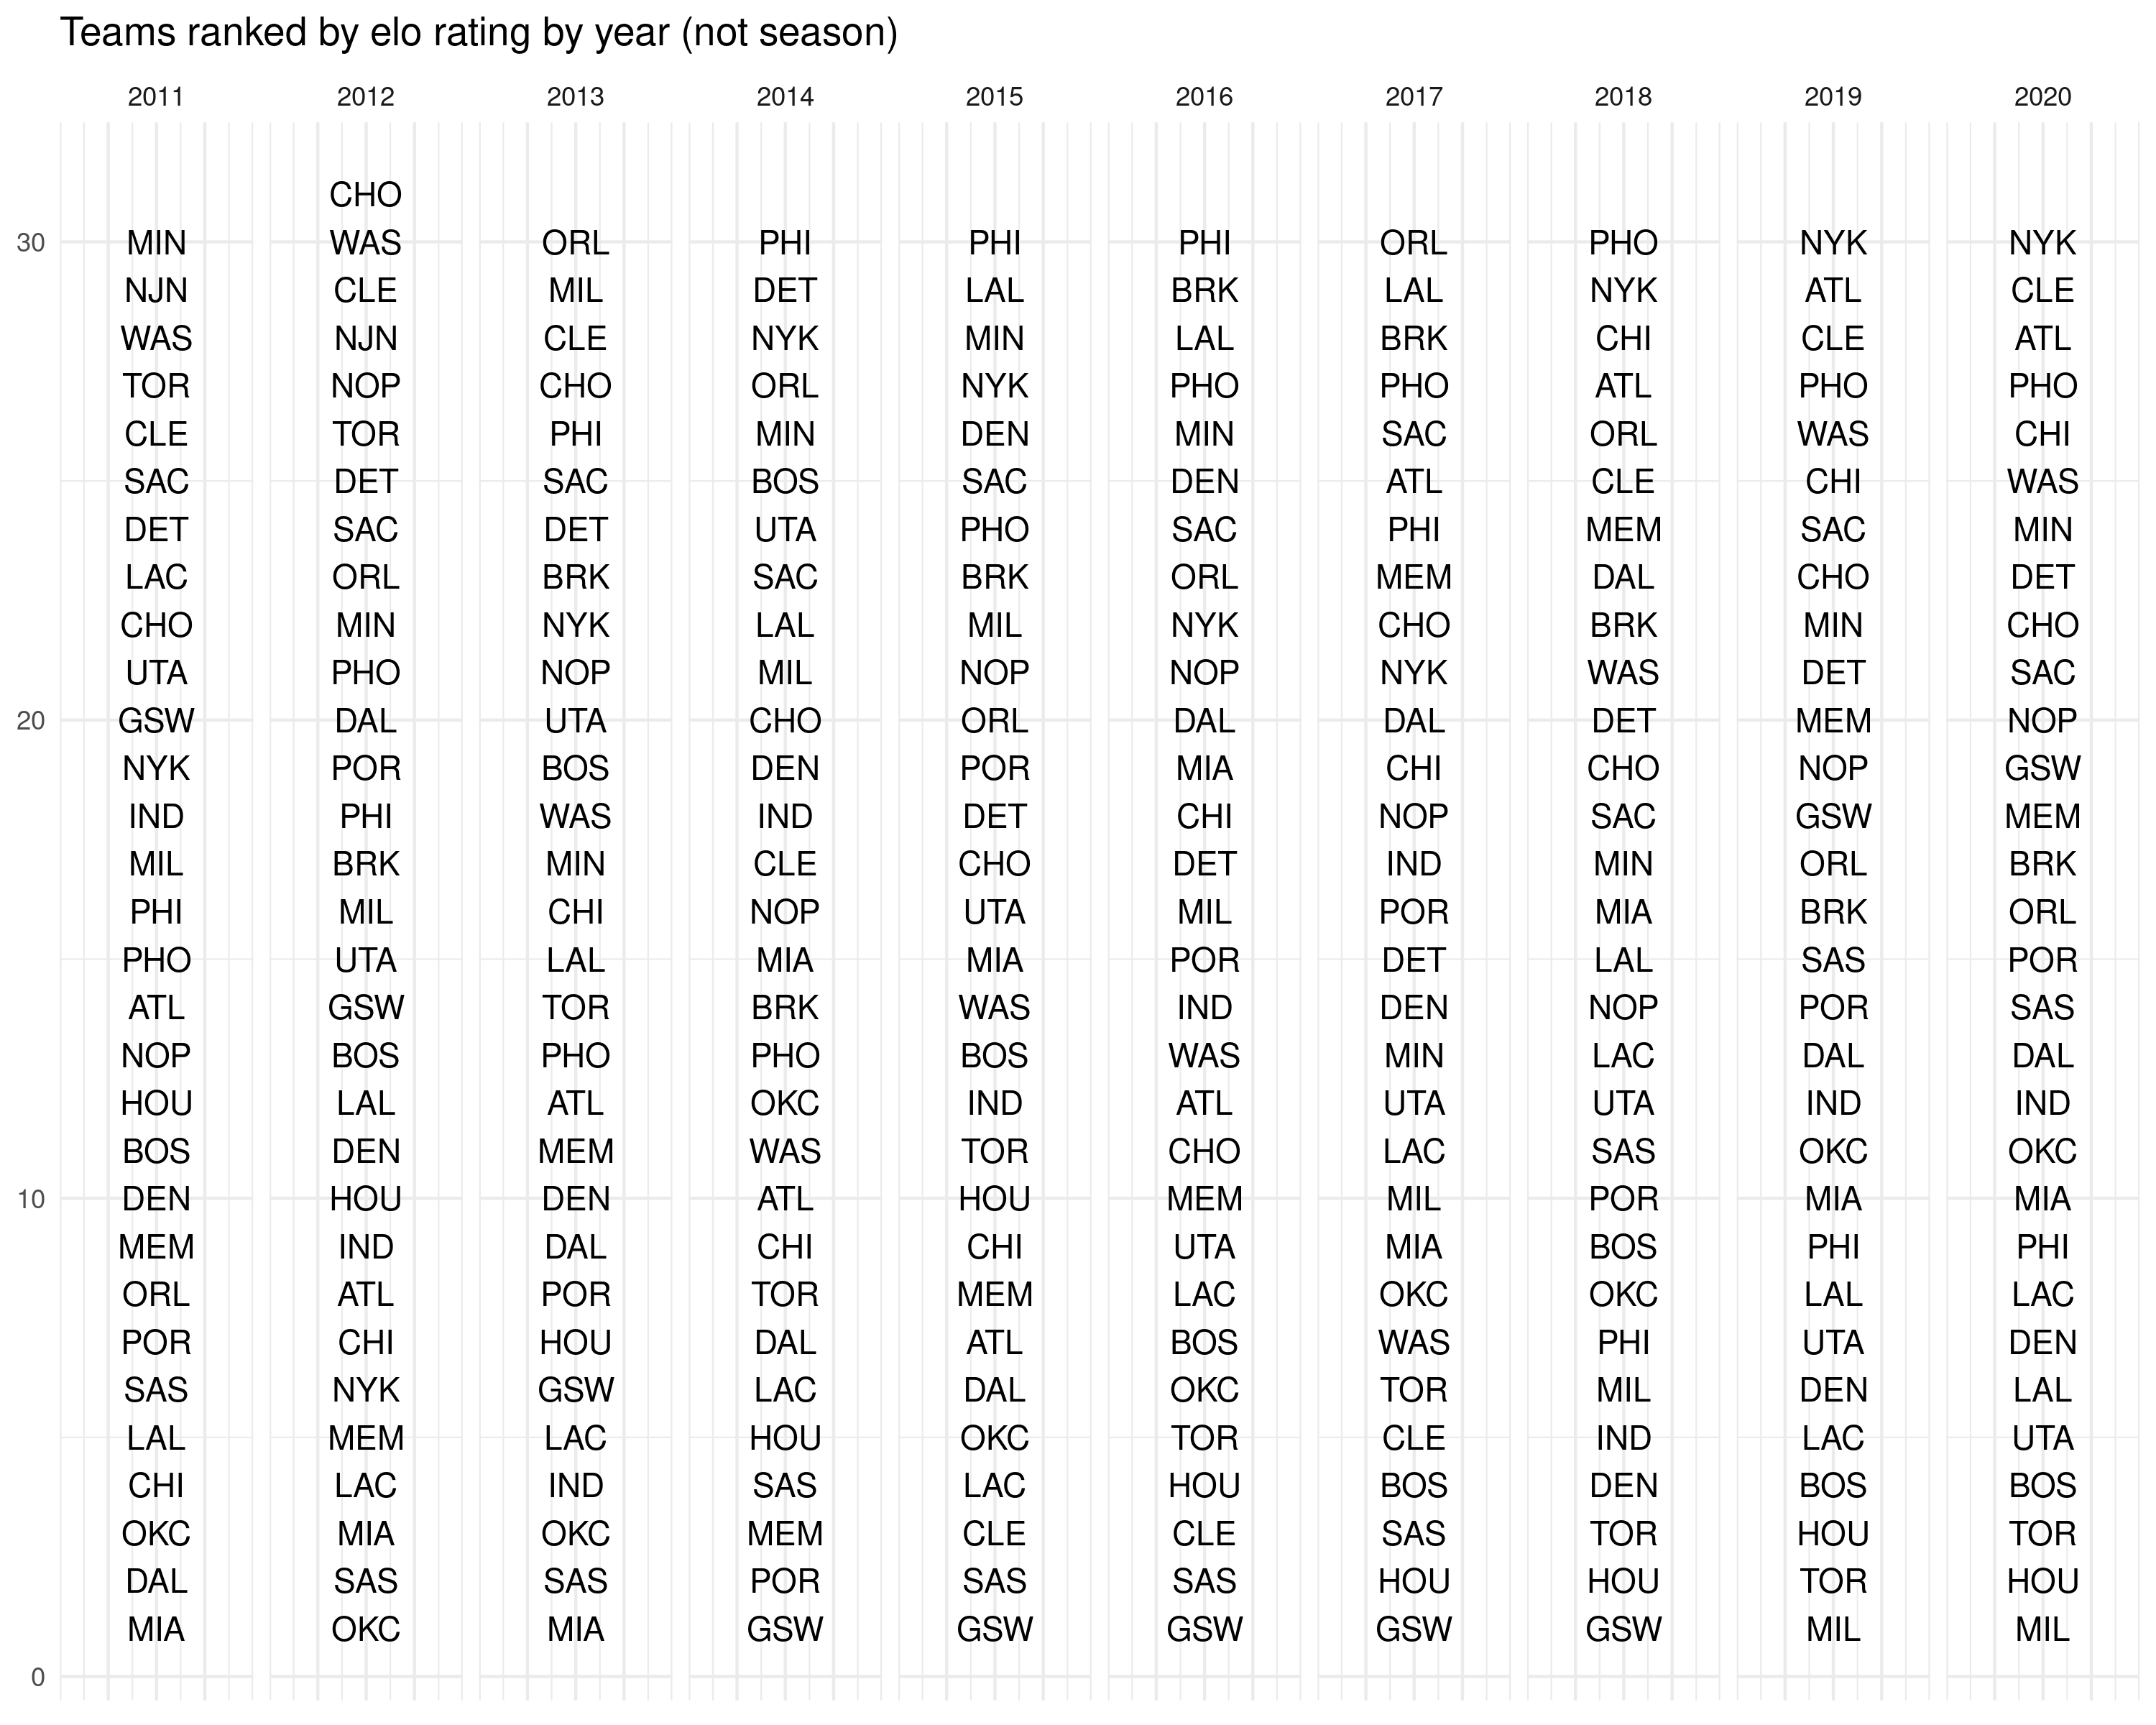 Teams ranked by elo rating by year (not season)
2011 2012 2013 2014 2015 2016 2017 2018 2019 2020
CHO
30 MIN WAS ORL PHI PHI PHI ORL PHO NYK NYK
NJN CLE MIL DET LAL BRK LAL NYK ATL CLE
WAS NJN CLE NYK MIN LAL BRK CHI CLE ATL
TOR NOP CHO ORL NYK PHO PHO ATL PHO PHO
CLE TOR PHI MIN DEN MIN SAC ORL WAS CHI
SAC DET SAC BOS SAC DEN ATL CLE CHI WAS
DET SAC DET UTA PHO SAC PHI MEM SAC MIN
LAC ORL BRK SAC BRK ORL MEM DAL CHO DET
CHO MIN NYK LAL MIL NYK CHO BRK MIN CHO
UTA PHO NOP MIL NOP NOP NYK WAS DET SAC
20 GSW DAL UTA CHO ORL DAL DAL DET MEM NOP
NYK POR BOS DEN POR MIA CHI CHO NOP GSW
IND PHI WAS IND DET CHI NOP SAC GSW MEM
MIL BRK MIN CLE CHO DET IND MIN ORL BRK
PHI MIL CHI NOP UTA MIL POR MIA BRK ORL
PHO UTA LAL MIA MIA POR DET LAL SAS POR
ATL GSW TOR BRK WAS IND DEN NOP POR SAS
NOP BOS PHO PHO BOS WAS MIN LAC DAL DAL
HOU LAL ATL OKC IND ATL UTA UTA IND IND
BOS DEN MEM WAS TOR CHO LAC SAS OKC OKC
10 DEN HOU DEN ATL HOU MEM MIL POR MIA MIA
MEM IND DAL CHI CHI UTA MIA BOS PHI PHI
ORL ATL POR TOR MEM LAC OKC OKC LAL LAC
POR CHI HOU DAL ATL BOS WAS PHI UTA DEN
SAS NYK GSW LAC DAL OKC TOR MIL DEN LAL
LAL MEM LAC HOU OKC TOR CLE IND LAC UTA
CHI LAC IND SAS LAC HOU BOS DEN BOS BOS
OKC MIA OKC MEM CLE CLE SAS TOR HOU TOR
DAL SAS SAS POR SAS SAS HOU HOU TOR HOU
MIA OKC MIA GSW GSW GSW GSW GSW MIL MIL
0